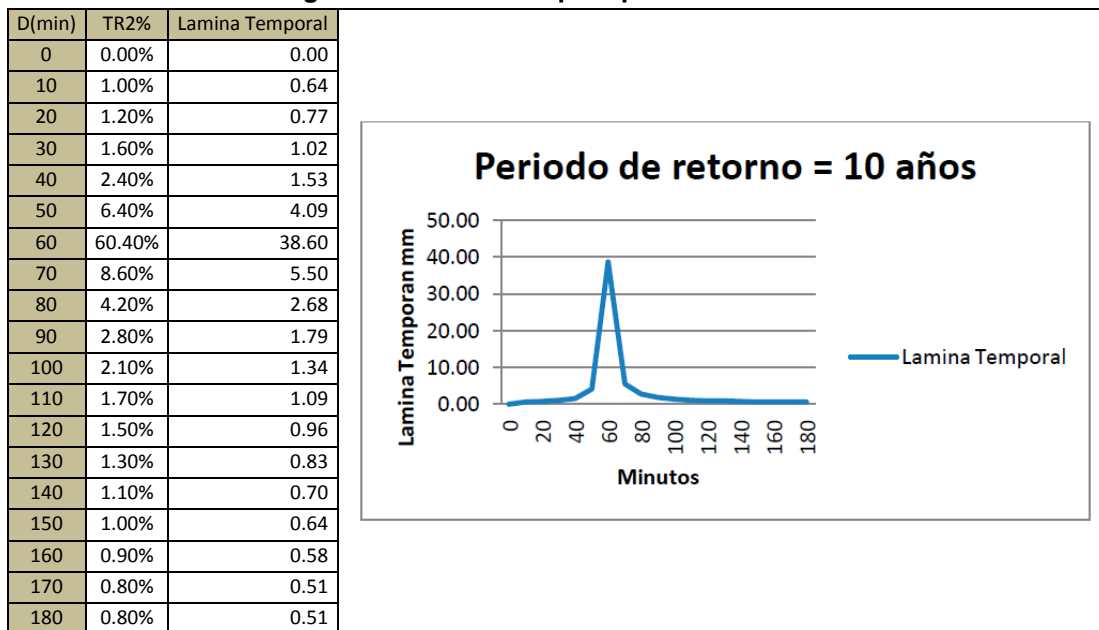 D(min) TR2% Lamina Temporal
0 0.00% 0.00
10 1.00% 0.64
20 1.20% 0.77
30 1.60% 1.02
40 2.40% 1.53
50 6.40% 4.09
60 60.40% 38.60
70 8.60% 5.50
80 4.20% 2.68
90 2.80% 1.79
100 2.10% 1.34
110 1.70% 1.09
120 1.50% 0.96
130 1.30% 0.83
140 1.10% 0.70
150 1.00% 0.64
160 0.90% 0.58
170 0.80% 0.51
180 0.80% 0.51
Periodo de retorno = 10 años
Lamina Temporan mm
50.00
40.00
30.00
20.00
10.00
0.00
0 20 40 60 80 100 120 140 160 180
Minutos
Lamina Temporal